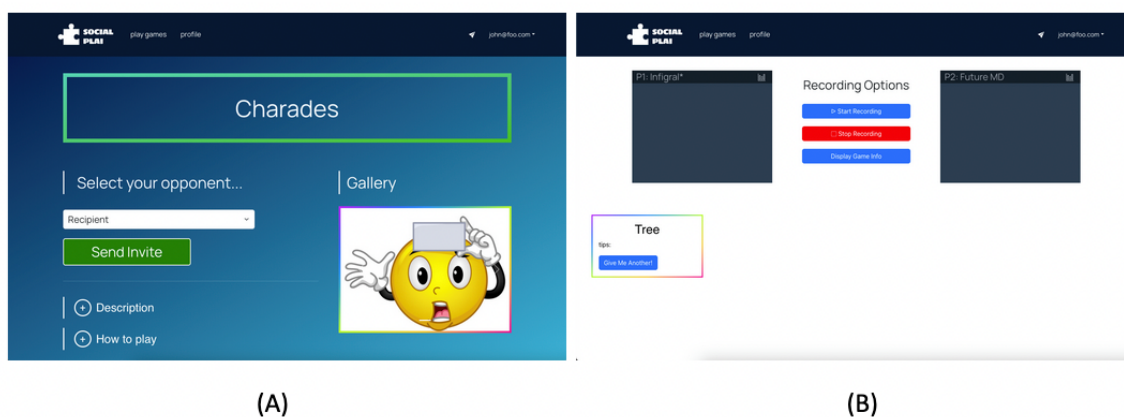 SOCIAL
PLAI
play games profile
john@foo.com
Charades
Select your opponent...
Recipient
Send Invite
Description
How to play
Gallery
(A)
SOCIAL
PLAI
play games profile
john@foo.com
P1: Infigral*
Recording Options
Start Recording
Stop Recording
Display Game Info
P2: Future MD
Tree
tips:
Give Me Another!
(B)